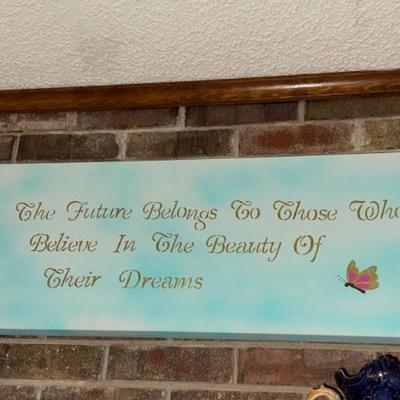 The Future Belongs To Those Who
Believe In The Beauty Of
Their Dreams